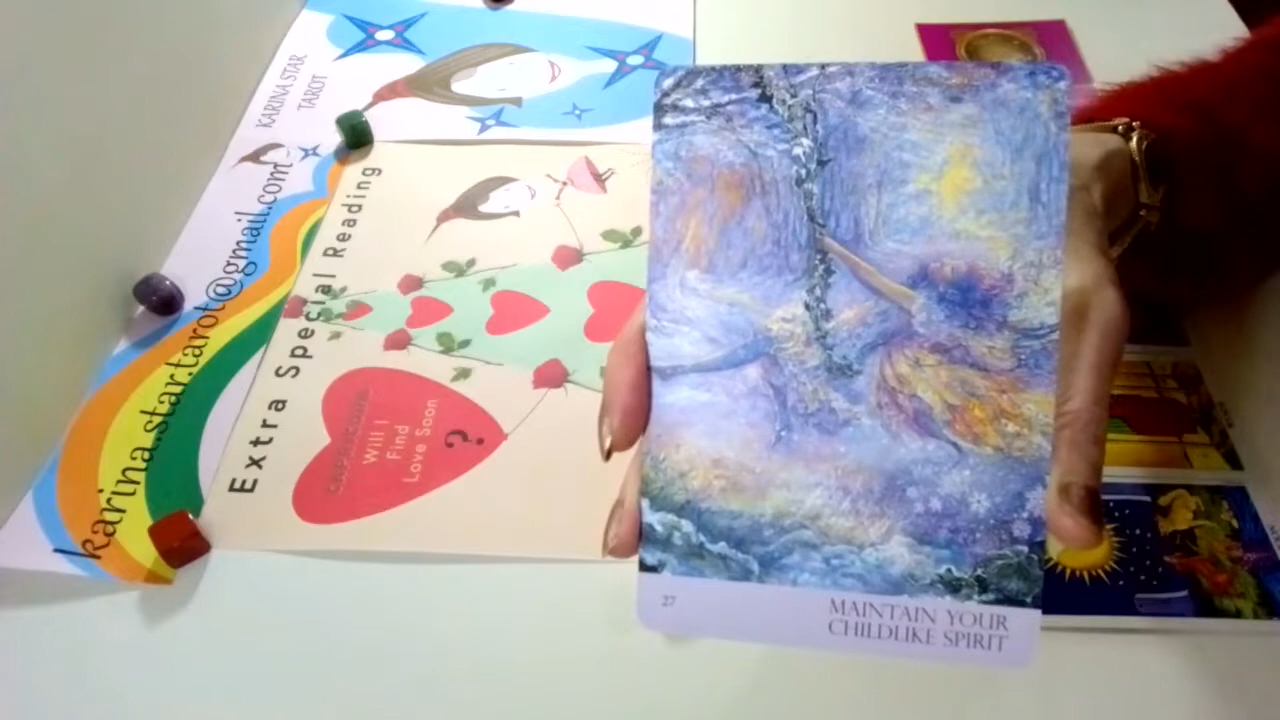 KARINA STAR
TAROT
karina.star.tarot@gmail.com
Extra Special Reading
CAPRICORN
Will I
Find
Love Soon
?
27
MAINTAIN YOUR
CHILDLIKE SPIRIT